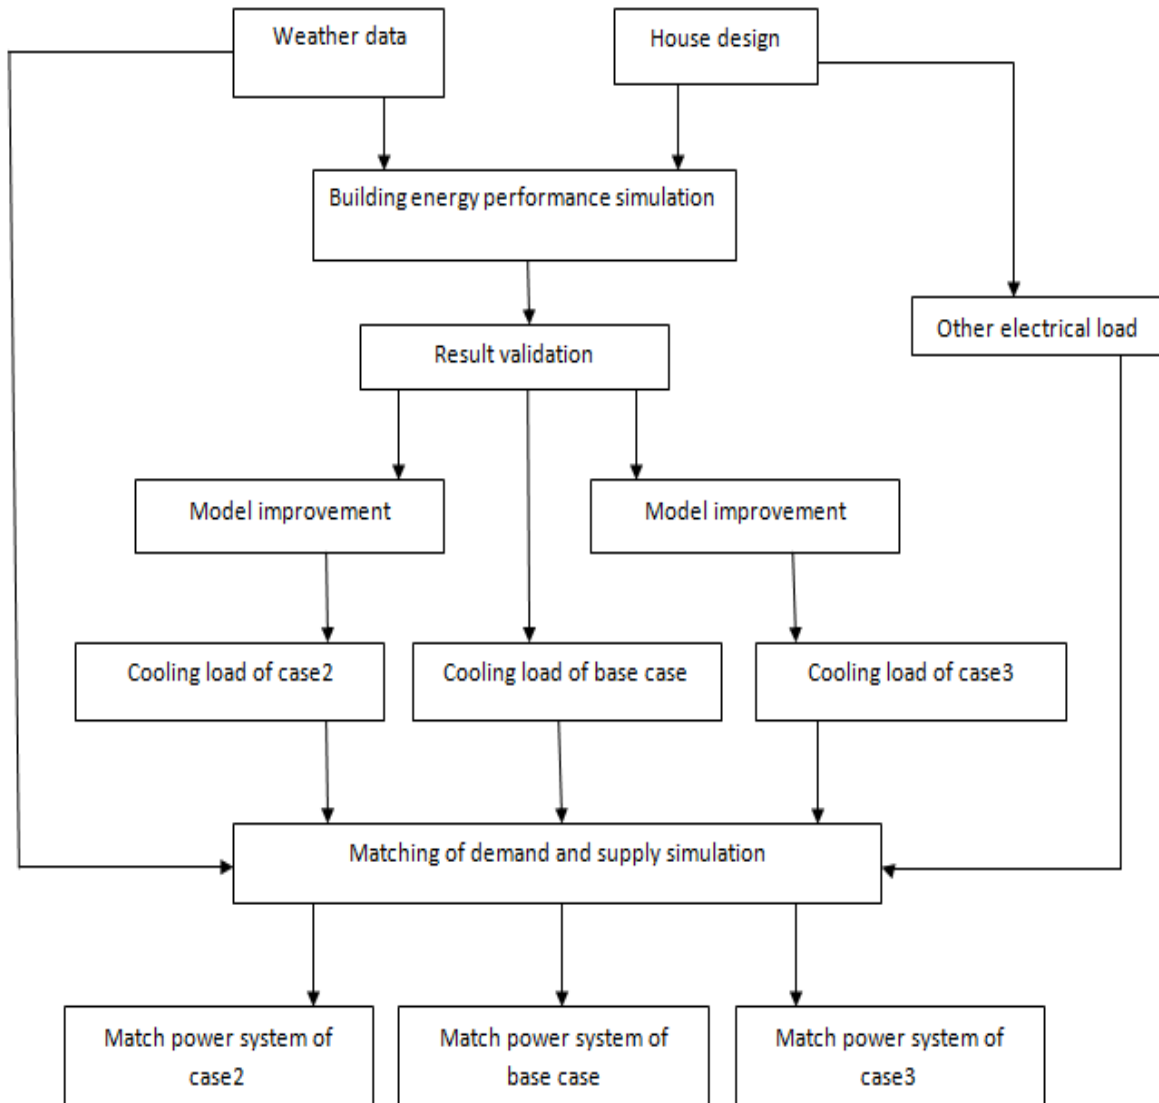 Weather data
House design
Building energy performance simulation
Other electrical load
Result validation
Model improvement
Model improvement
Cooling load of case2
Cooling load of base case
Cooling load of case3
Matching of demand and supply simulation
Match power system of
case2
Match power system of
base case
Match power system of
case3